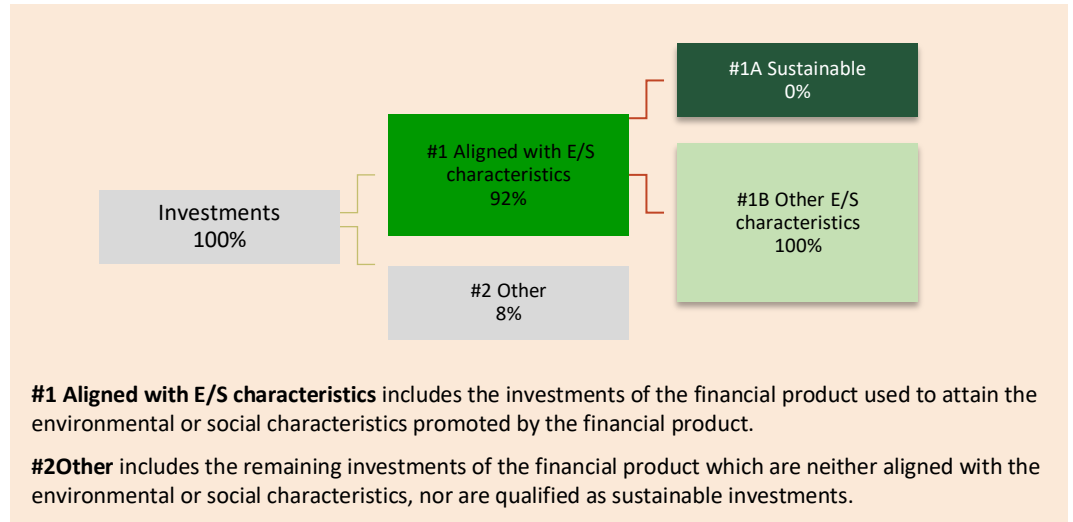 #1A Sustainable
0%
#1 Aligned with E/S
characteristics
92%
Investments
100%
#1B Other E/S
characteristics
100%
#2 Other
8%
#1 Aligned with E/S characteristics includes the investments of the financial product used to attain the
environmental or social characteristics promoted by the financial product.
#2Other includes the remaining investments of the financial product which are neither aligned with the
environmental or social characteristics, nor are qualified as sustainable investments.